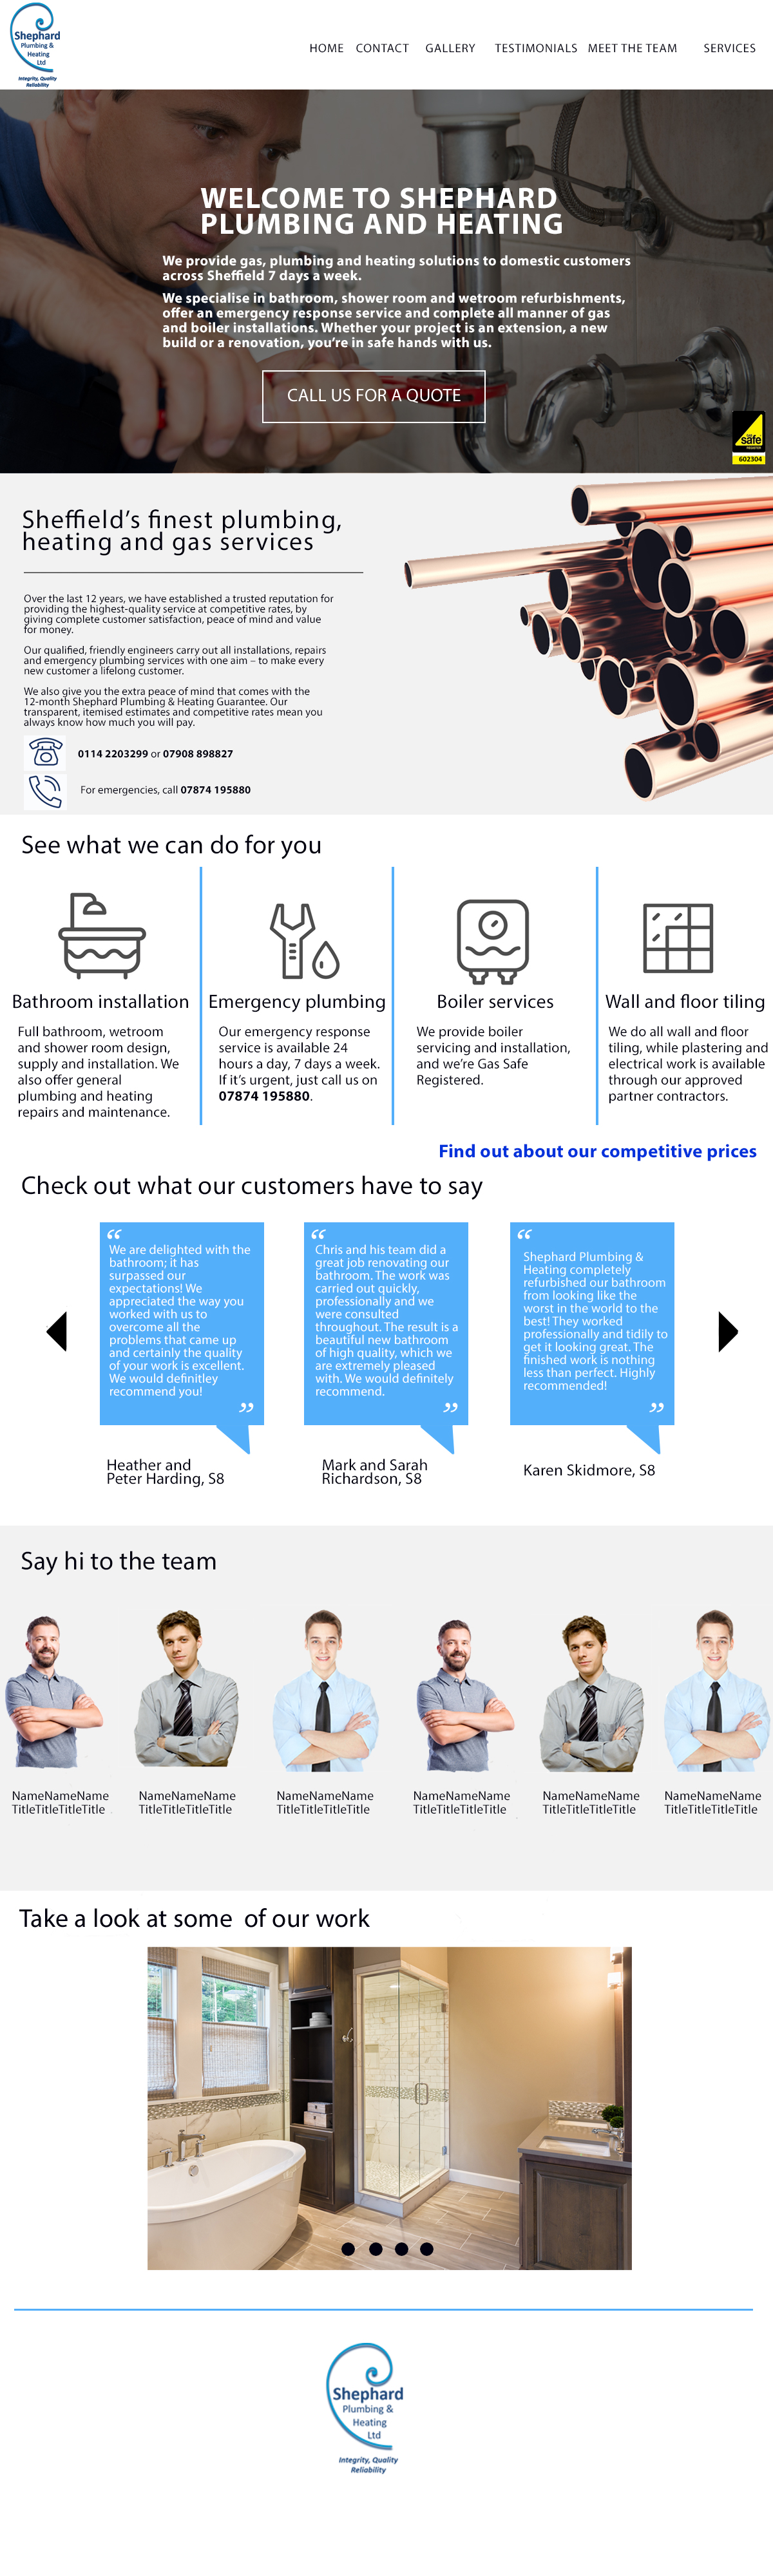 Shephard
Plumbing &
Heating
Ltd
Integrity, Quality
Reliability
HOME CONTACT GALLERY TESTIMONIALS MEET THE TEAM SERVICES
WELCOME TO SHEPHARD
PLUMBING AND HEATING
We provide gas, plumbing and heating solutions to domestic customers
across Sheffield 7 days a week.
We specialise in bathroom, shower room and wetroom refurbishments,
offer an emergency response service and complete all manner of gas
and boiler installations. Whether your project is an extension, a new
build or a renovation, you're in safe hands with us.
CALL US FOR A QUOTE
safe
602304
Sheffield's finest plumbing,
heating and gas services
Over the last 12 years, we have established a trusted reputation for
providing the highest-quality service at competitive rates, by
giving complete customer satisfaction, peace of mind and value
for money.
Our qualified, friendly engineers carry out all installations, repairs
and emergency plumbing services with one aim – to make every
new customer a lifelong customer.
We also give you the extra peace of mind that comes with the
12-month Shephard Plumbing & Heating Guarantee. Our
transparent, itemised estimates and competitive rates mean you
always know how much you will pay.
0114 2203299 or 07908 898827
For emergencies, call 07874 195880
See what we can do for you
Bathroom installation
Full bathroom, wetroom
and shower room design,
supply and installation. We
also offer general
plumbing and heating
repairs and maintenance.
Emergency plumbing
Our emergency response
service is available 24
hours a day, 7 days a week.
If it's urgent, just call us on
07874 195880.
Boiler services
We provide boiler
servicing and installation,
and we're Gas Safe
Registered.
Wall and floor tiling
We do all wall and floor
tiling, while plastering and
electrical work is available
through our approved
partner contractors.
Find out about our competitive prices
Check out what our customers have to say
“
We are delighted with the
bathroom; it has
surpassed our
expectations! We
appreciated the way you
worked with us to
overcome all the
problems that came up
and certainly the quality
of your work is excellent.
We would definitley
recommend you!
”
Heather and
Peter Harding, S8
“
Chris and his team did a
great job renovating our
bathroom. The work was
carried out quickly,
professionally and we
were consulted
throughout. The result is a
beautiful new bathroom
of high quality, which we
are extremely pleased
with. We would definitely
recommend.
”
Mark and Sarah
Richardson, S8
“
Shephard Plumbing &
Heating completely
refurbished our bathroom
from looking like the
worst in the world to the
best! They worked
professionally and tidily to
get it looking great. The
finished work is nothing
less than perfect. Highly
recommended!
”
Karen Skidmore, S8
Say hi to the team
NameNameName
TitleTitleTitleTitle
NameNameName
TitleTitleTitleTitle
NameNameName
TitleTitleTitleTitle
NameNameName
TitleTitleTitleTitle
NameNameName
TitleTitleTitleTitle
NameNameName
TitleTitleTitleTitle
Take a look at some of our work
Shephard
Plumbing &
Heating
Ltd
Integrity, Quality
Reliability